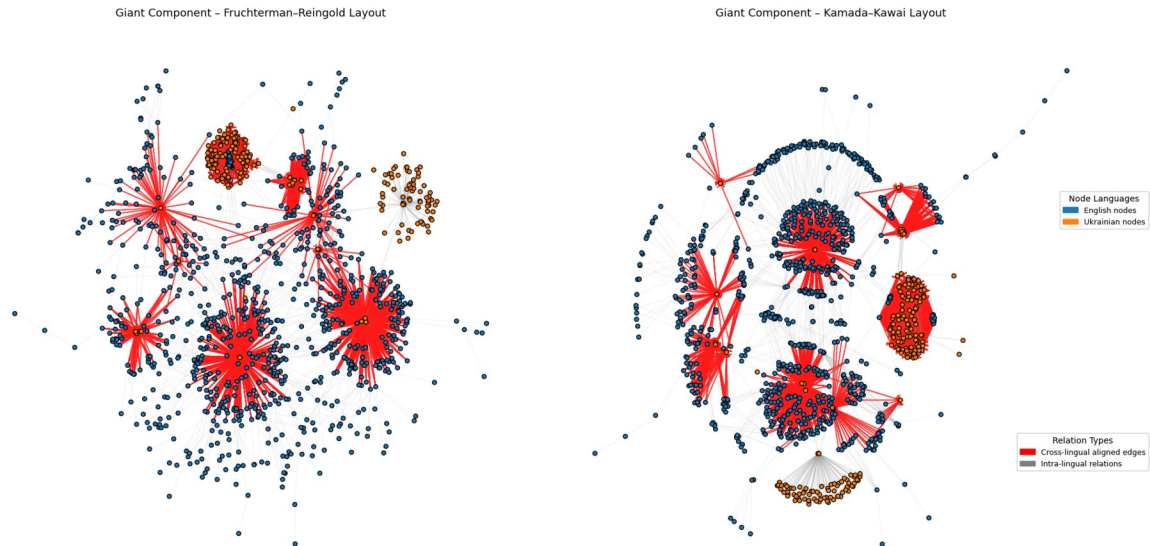 Giant Component – Fruchterman–Reingold Layout
Giant Component – Kamada–Kawai Layout
Node Languages
English nodes
Ukrainian nodes
Relation Types
Cross-lingual aligned edges
Intra-lingual relations